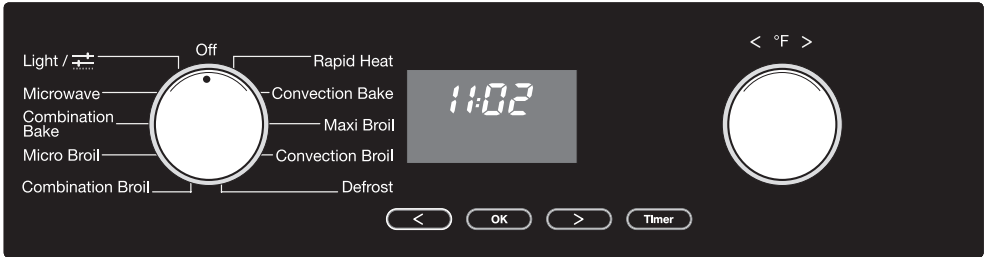 Off
Light /
Microwave
Combination
Bake
Micro Broil
Combination Broil
Rapid Heat
Convection Bake
Maxi Broil
Convection Broil
Defrost
11:02
< °F >
<
OK
>
TImer